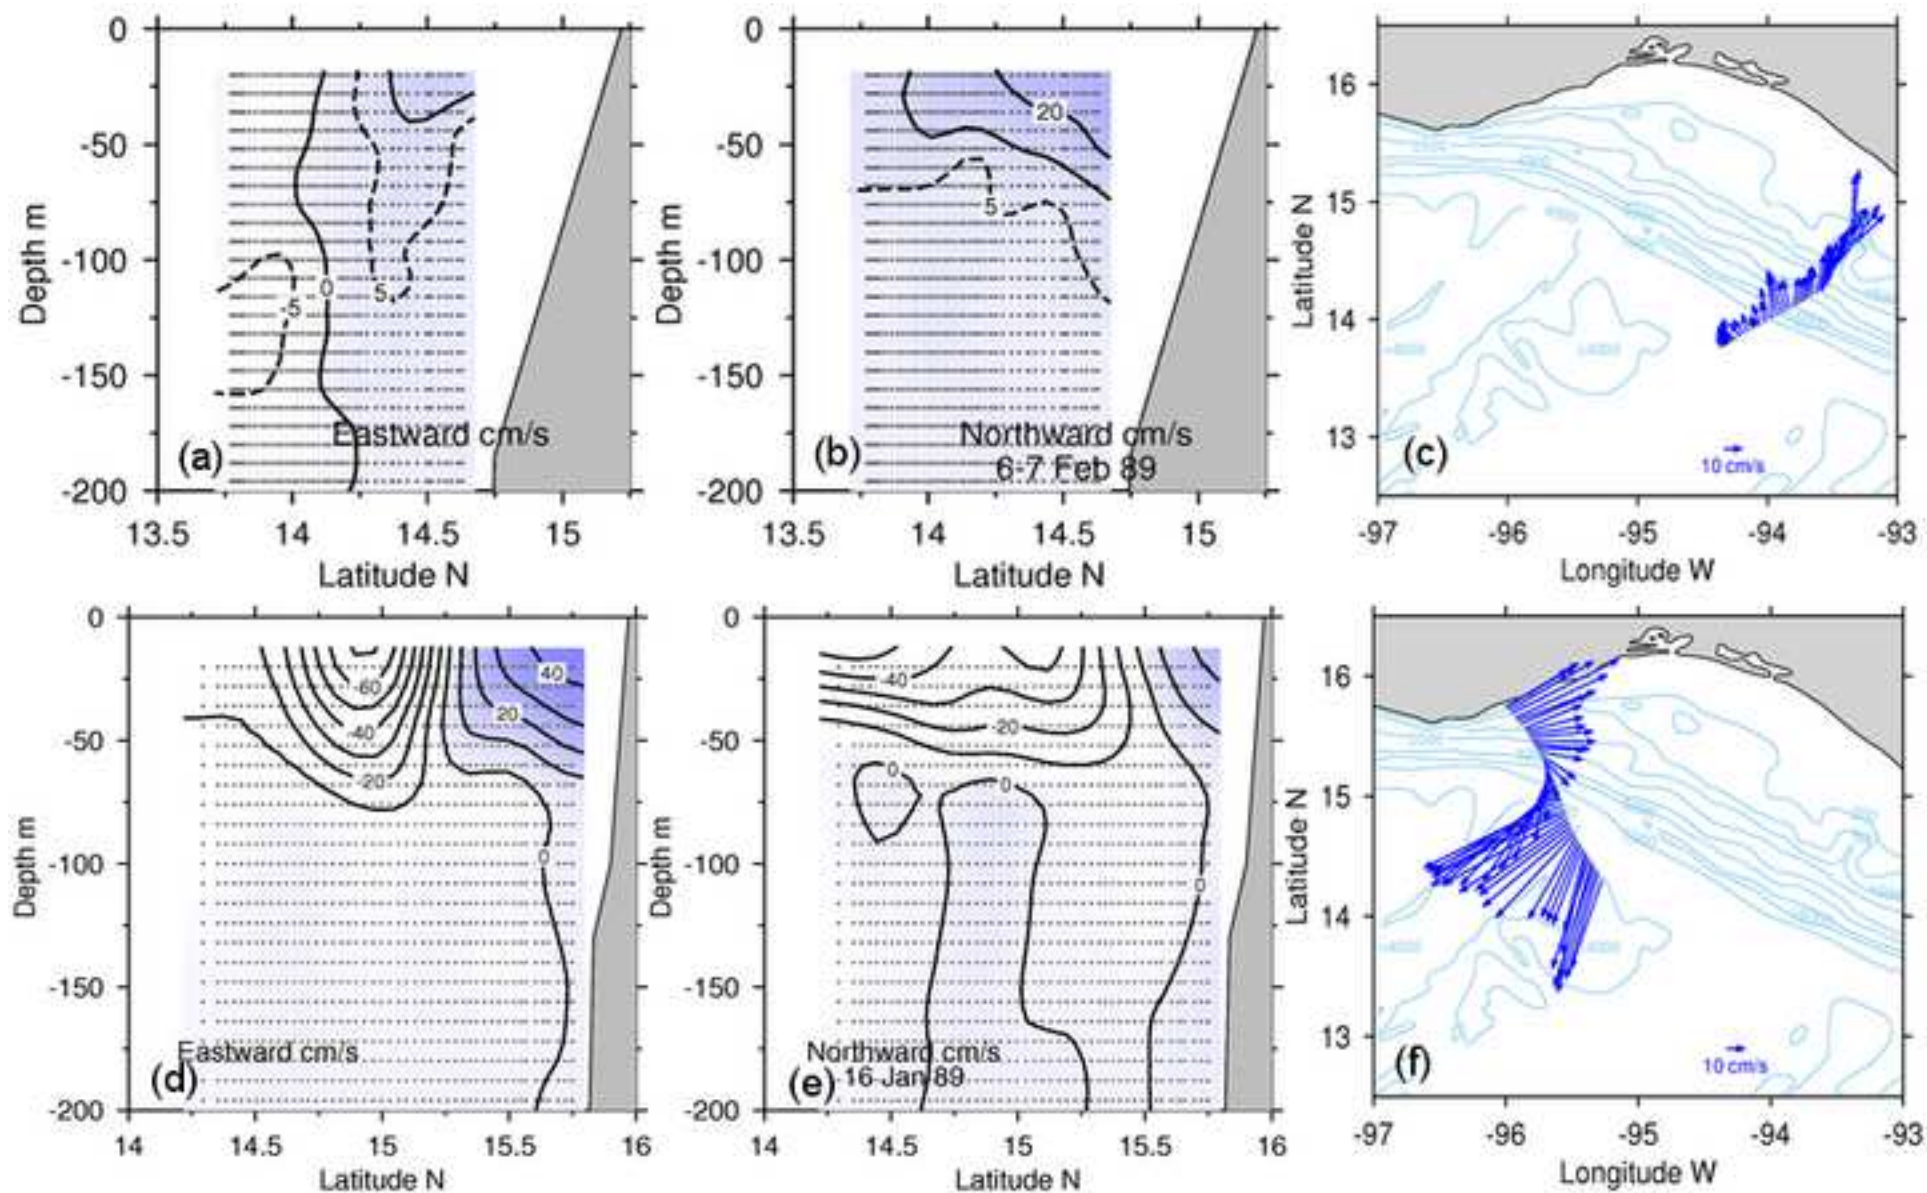 0
-50
-100
-150
-200
Depth m
13.5 14 14.5 15
Latitude N
0
-5
5
(a) Eastward cm/s
0
-50
-100
-150
-200
Depth m
13.5 14 14.5 15
Latitude N
20
5
(b) Northward cm/s
6-7 Feb 89
16
15
14
13
Latitude N
-97 -96 -95 -94 -93
Longitude W
(c)
10 cm/s
0
-50
-100
-150
-200
Depth m
14 14.5 15 15.5 16
Latitude N
-60
-40
-20
40
20
0
Eastward cm/s
(d)
0
-50
-100
-150
-200
Depth m
14 14.5 15 15.5 16
Latitude N
-40
-20
0
0
0
Northward cm/s
(e) 16 Jan 89
16
15
14
13
Latitude N
-97 -96 -95 -94 -93
Longitude W
(f)
10 cm/s